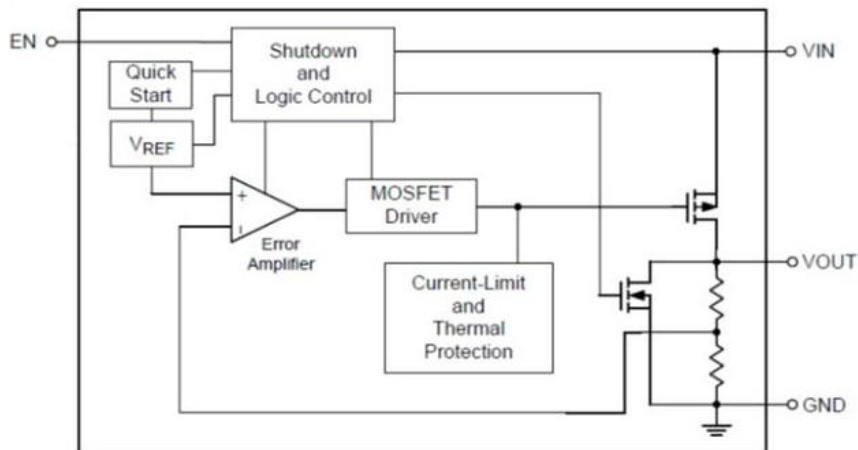 EN
Shutdown
and
Logic Control
VIN
Quick
Start
VREF
+
-
Error
Amplifier
MOSFET
Driver
Current-Limit
and
Thermal
Protection
VOUT
GND